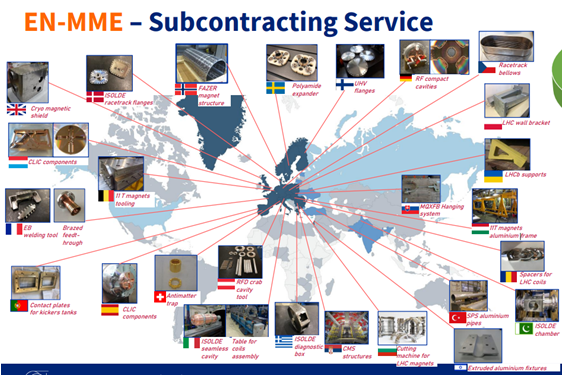 EN-MME – Subcontracting Service
Cryo magnetic
shield
ISOLDE
racetrack flanges
FAZER
magnet
structure
Polyamide
expander
UHV
flanges
RF compact
cavities
Racetrack
bellows
LHC wall bracket
CLIC components
11 T magnets
tooling
LHCb supports
MQXFB Hanging
system
11T magnets
aluminium frame
EB
welding tool
Brazed
feedt-
hrough
Spacers for
LHC coils
Contact plates
for kickers tanks
CLIC
components
Antimatter
trap
RFD crab
cavity
tool
ISOLDE
seamless
cavity
Table for
coils
assembly
ISOLDE
diagnostic
box
CMS
structures
Cutting
machine for
LHC magnets
SPS aluminium
pipes
ISOLDE
chamber
Extruded aluminium fixtures